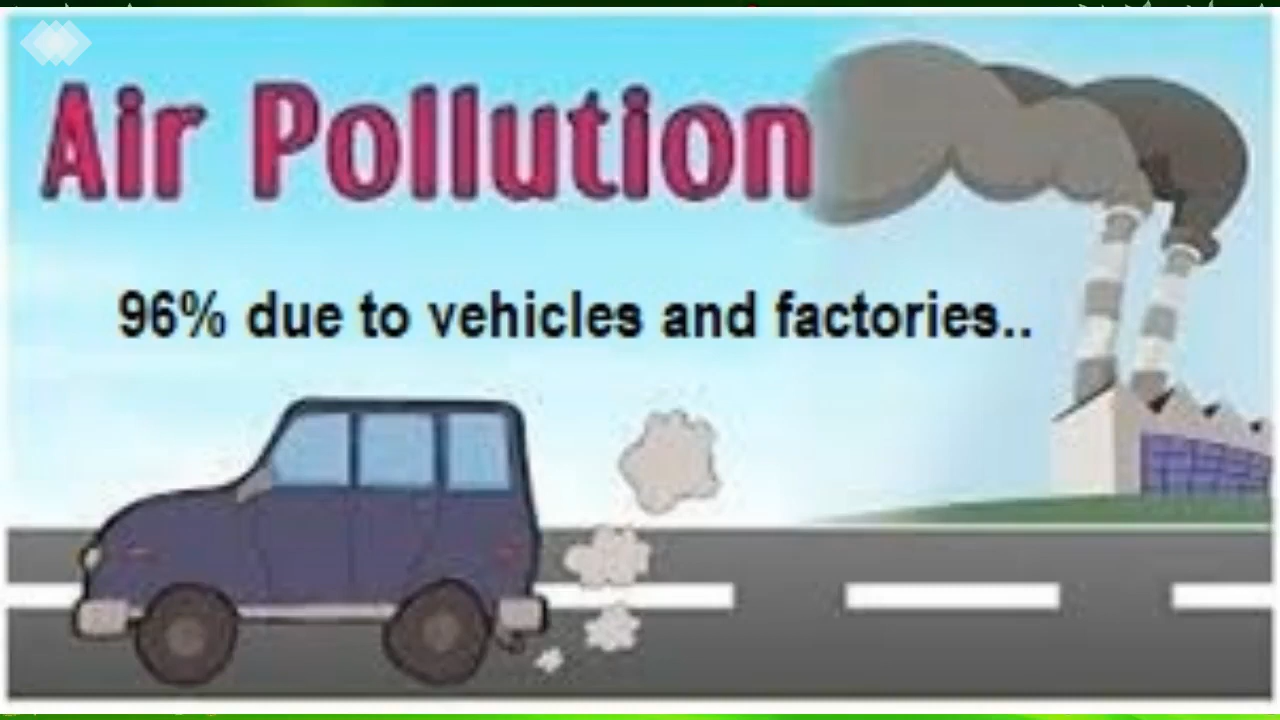 Air Pollution
96% due to vehicles and factories..